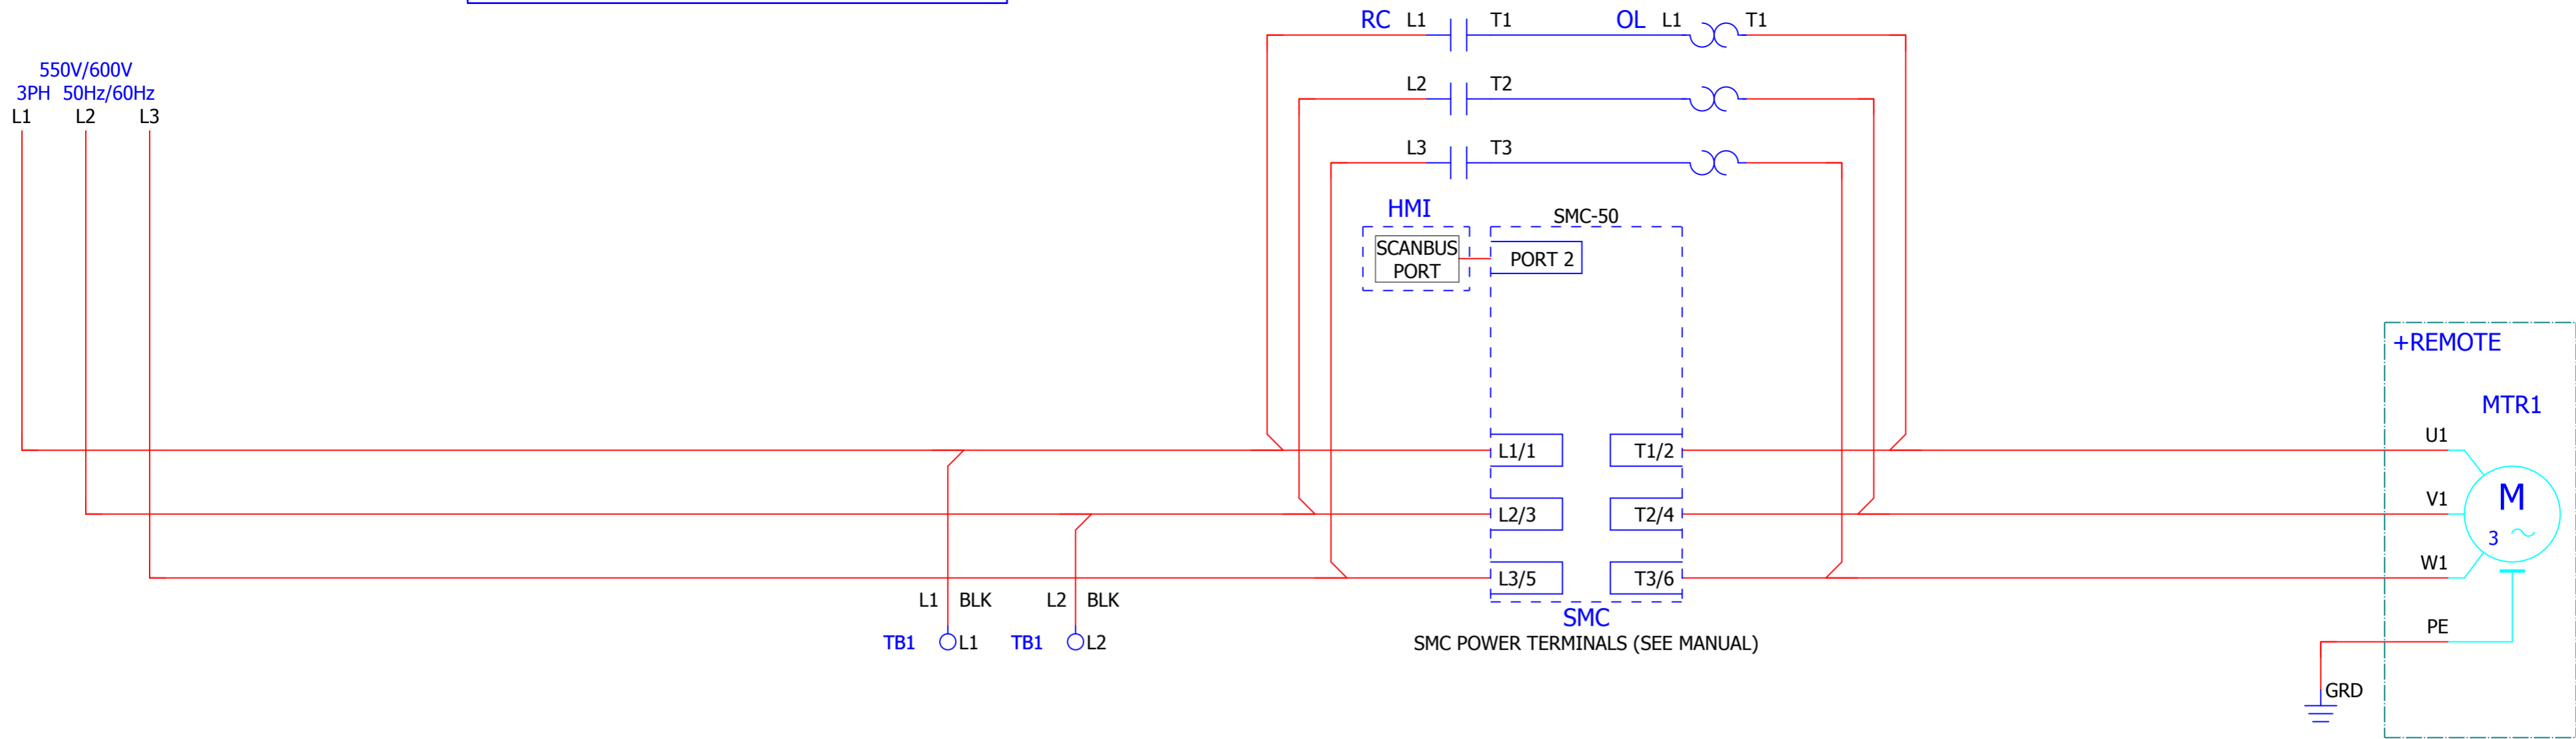 RC L1 T1 OL L1 T1
550V/600V
3PH 50Hz/60Hz
L1 L2 L3
L2 T2
L3 T3
HMI
SMC-50
SCANBUS
PORT
PORT 2
+REMOTE
MTR1
L1/1 T1/2 U1
L2/3 T2/4 V1
M
3
L3/5 T3/6 W1
L1 BLK L2 BLK
SMC
TB1 L1 TB1 L2
SMC POWER TERMINALS (SEE MANUAL)
PE
GRD